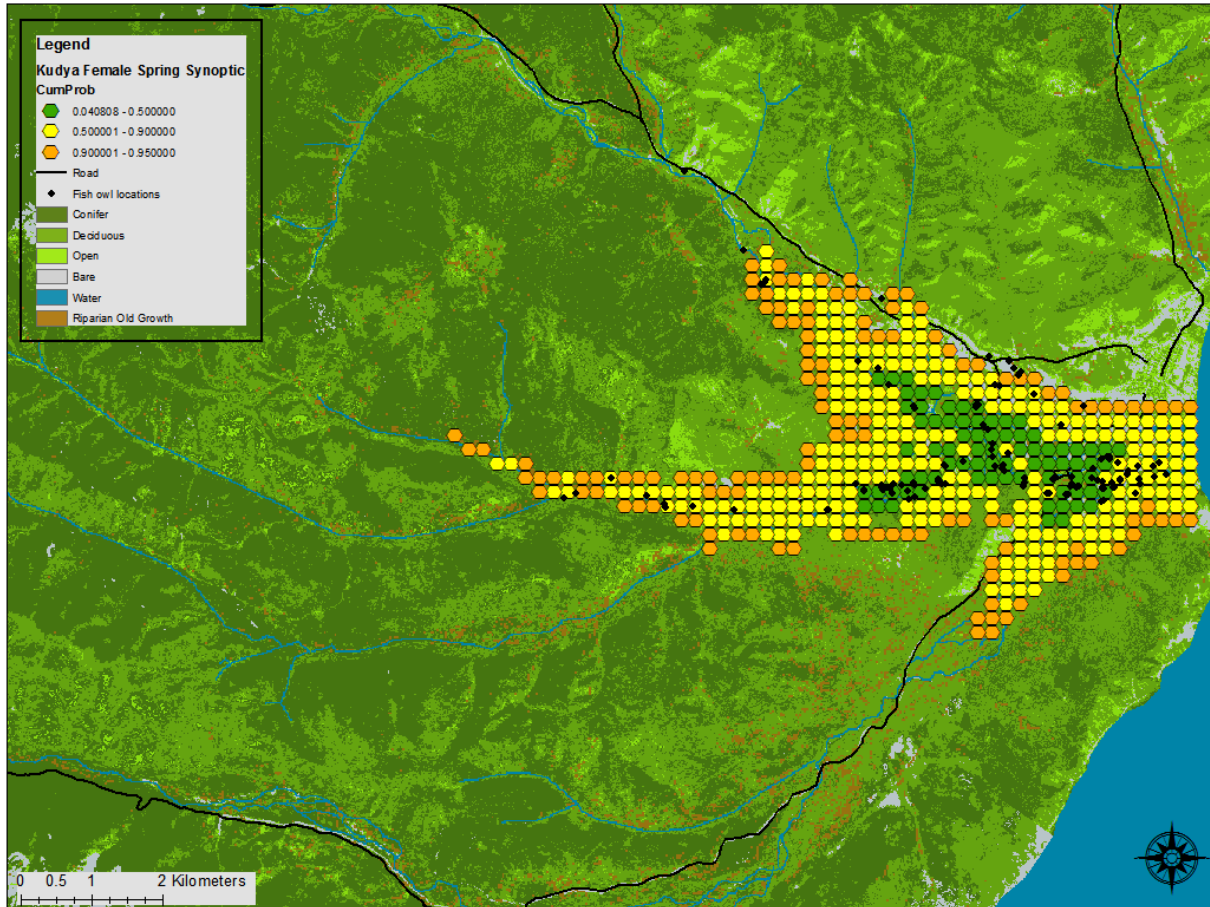 Legend
Kudya Female Spring Synoptic
CumProb
0.040808 - 0.500000
0.500001 - 0.900000
0.900001 - 0.950000
Road
Fish owl locations
Conifer
Deciduous
Open
Bare
Water
Riparian Old Growth
0 0.5 1 2 Kilometers